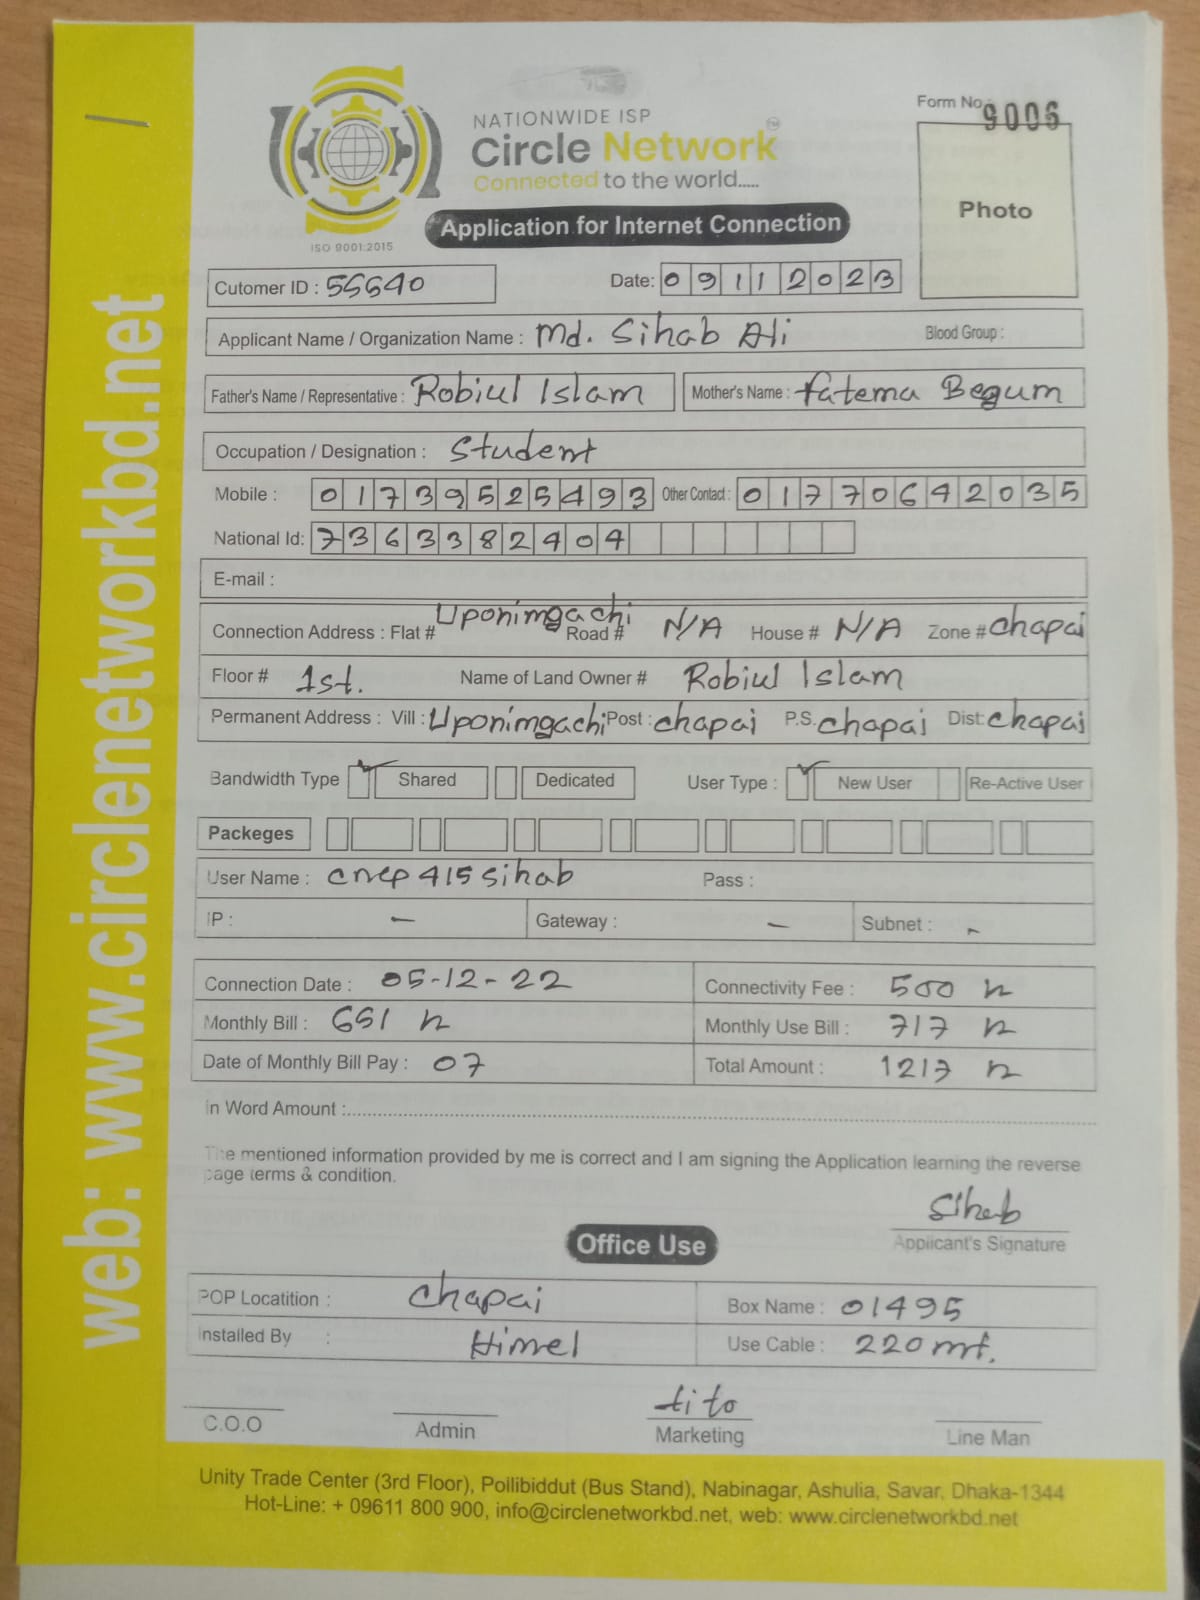 Form No. 9006
NATIONWIDE ISP
Circle Network TM
Connected to the world.....
ISO 9001:2015
Application for Internet Connection
Photo
Cutomer ID : 55640
Date: 09112023
Applicant Name / Organization Name : Md. Sihab Ali Blood Group :
Father's Name / Representative : Robiul Islam Mother's Name : Fatema Begum
Occupation / Designation : Student
Mobile : 01739525493 Other Contact : 01770642035
National Id: 7363382404
E-mail :
Connection Address : Flat # Uponimgachi Road # N/A House # N/A Zone # Chapai
Floor # 1st. Name of Land Owner # Robiul Islam
Permanent Address : Vill : Uponimgachi Post : Chapai P.S. Chapai Dist: Chapai
Bandwidth Type ✓ Shared Dedicated User Type : ✓ New User Re-Active User
Packeges
User Name : cncp415sihab Pass :
IP : – Gateway : – Subnet : -
Connection Date : 05-12-22 Connectivity Fee : 500
Monthly Bill : 651 Monthly Use Bill : 717
Date of Monthly Bill Pay : 07 Total Amount : 1217
In Word Amount :
The mentioned information provided by me is correct and I am signing the Application learning the reverse
page terms & condition.
Sihab
Applicant's Signature
Office Use
POP Locatition : Chapai Box Name : 01495
Installed By : Himel Use Cable : 220 mt.
tito
C.O.O Admin Marketing Line Man
Unity Trade Center (3rd Floor), Pollibiddut (Bus Stand), Nabinagar, Ashulia, Savar, Dhaka-1344
Hot-Line: + 09611 800 900, info@circlenetworkbd.net, web: www.circlenetworkbd.net
web: www.circlenetworkbd.net